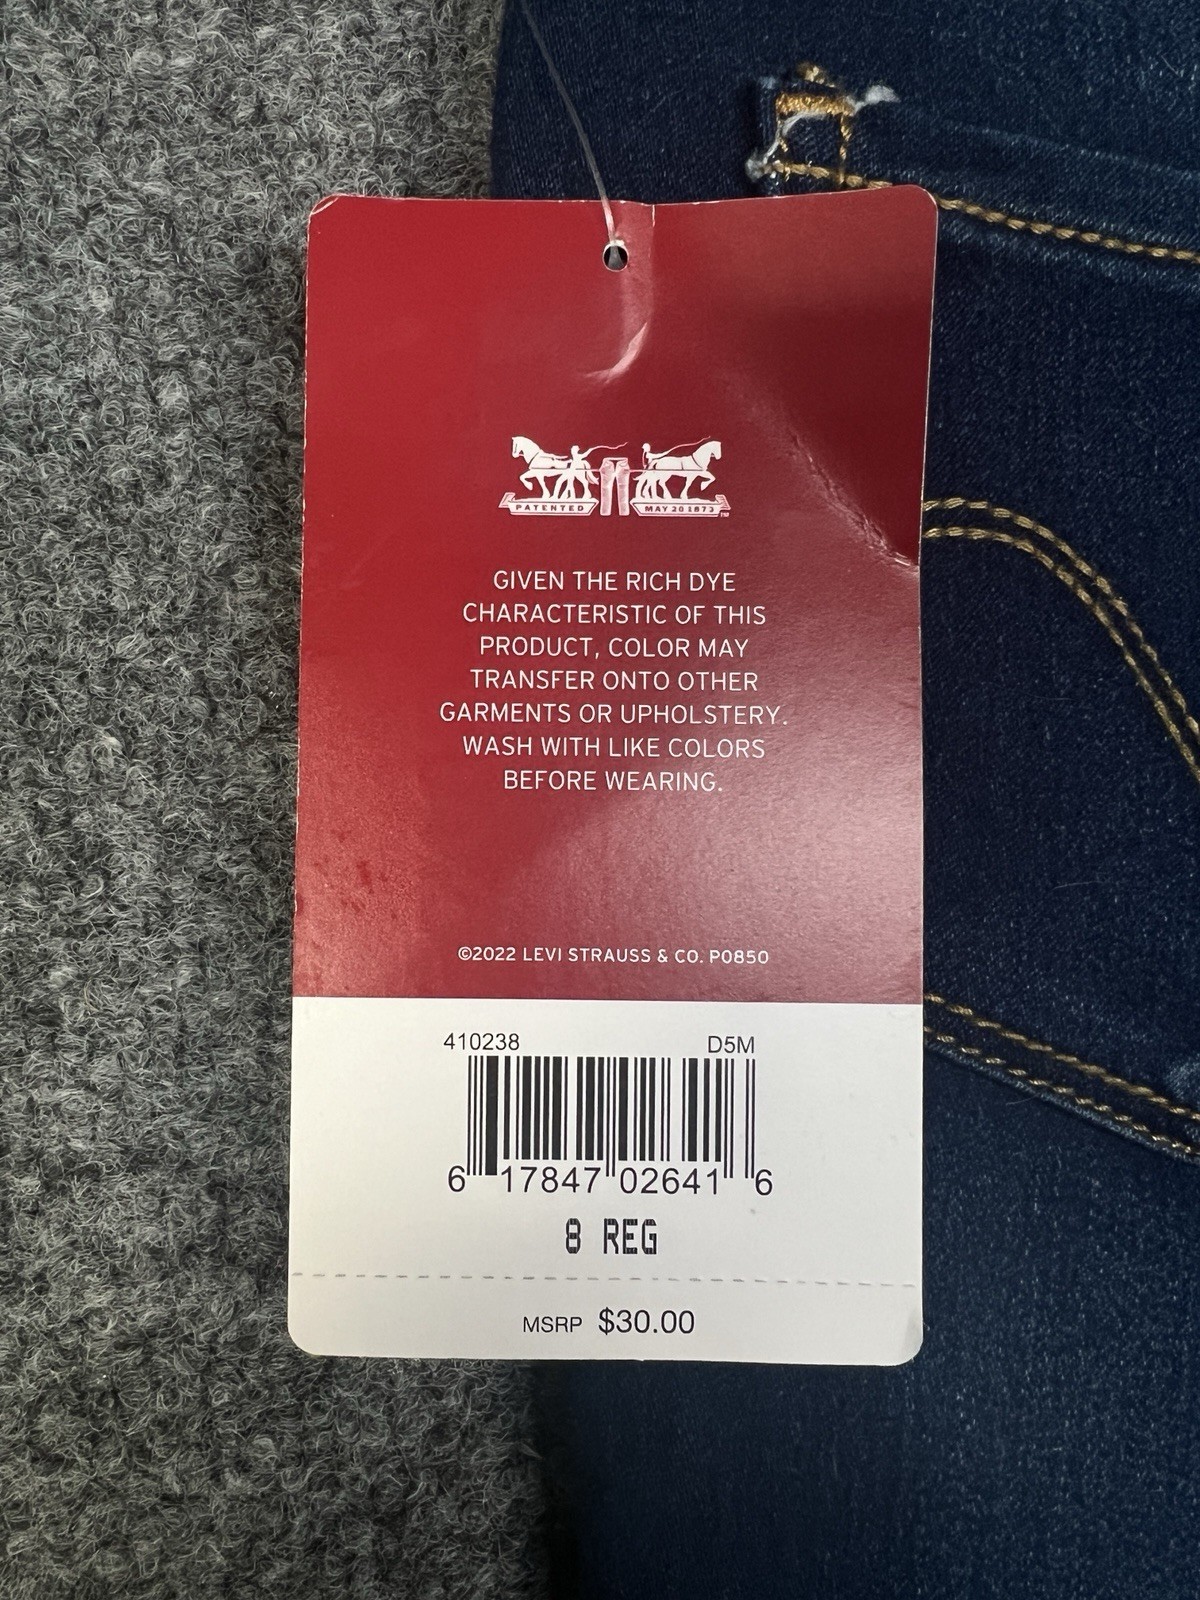 PATENTED MAY 20 1873 TM
GIVEN THE RICH DYE
CHARACTERISTIC OF THIS
PRODUCT, COLOR MAY
TRANSFER ONTO OTHER
GARMENTS OR UPHOLSTERY.
WASH WITH LIKE COLORS
BEFORE WEARING.
©2022 LEVI STRAUSS & CO. P0850
410238 D5M
6 17847 02641 6
8 REG
MSRP $30.00